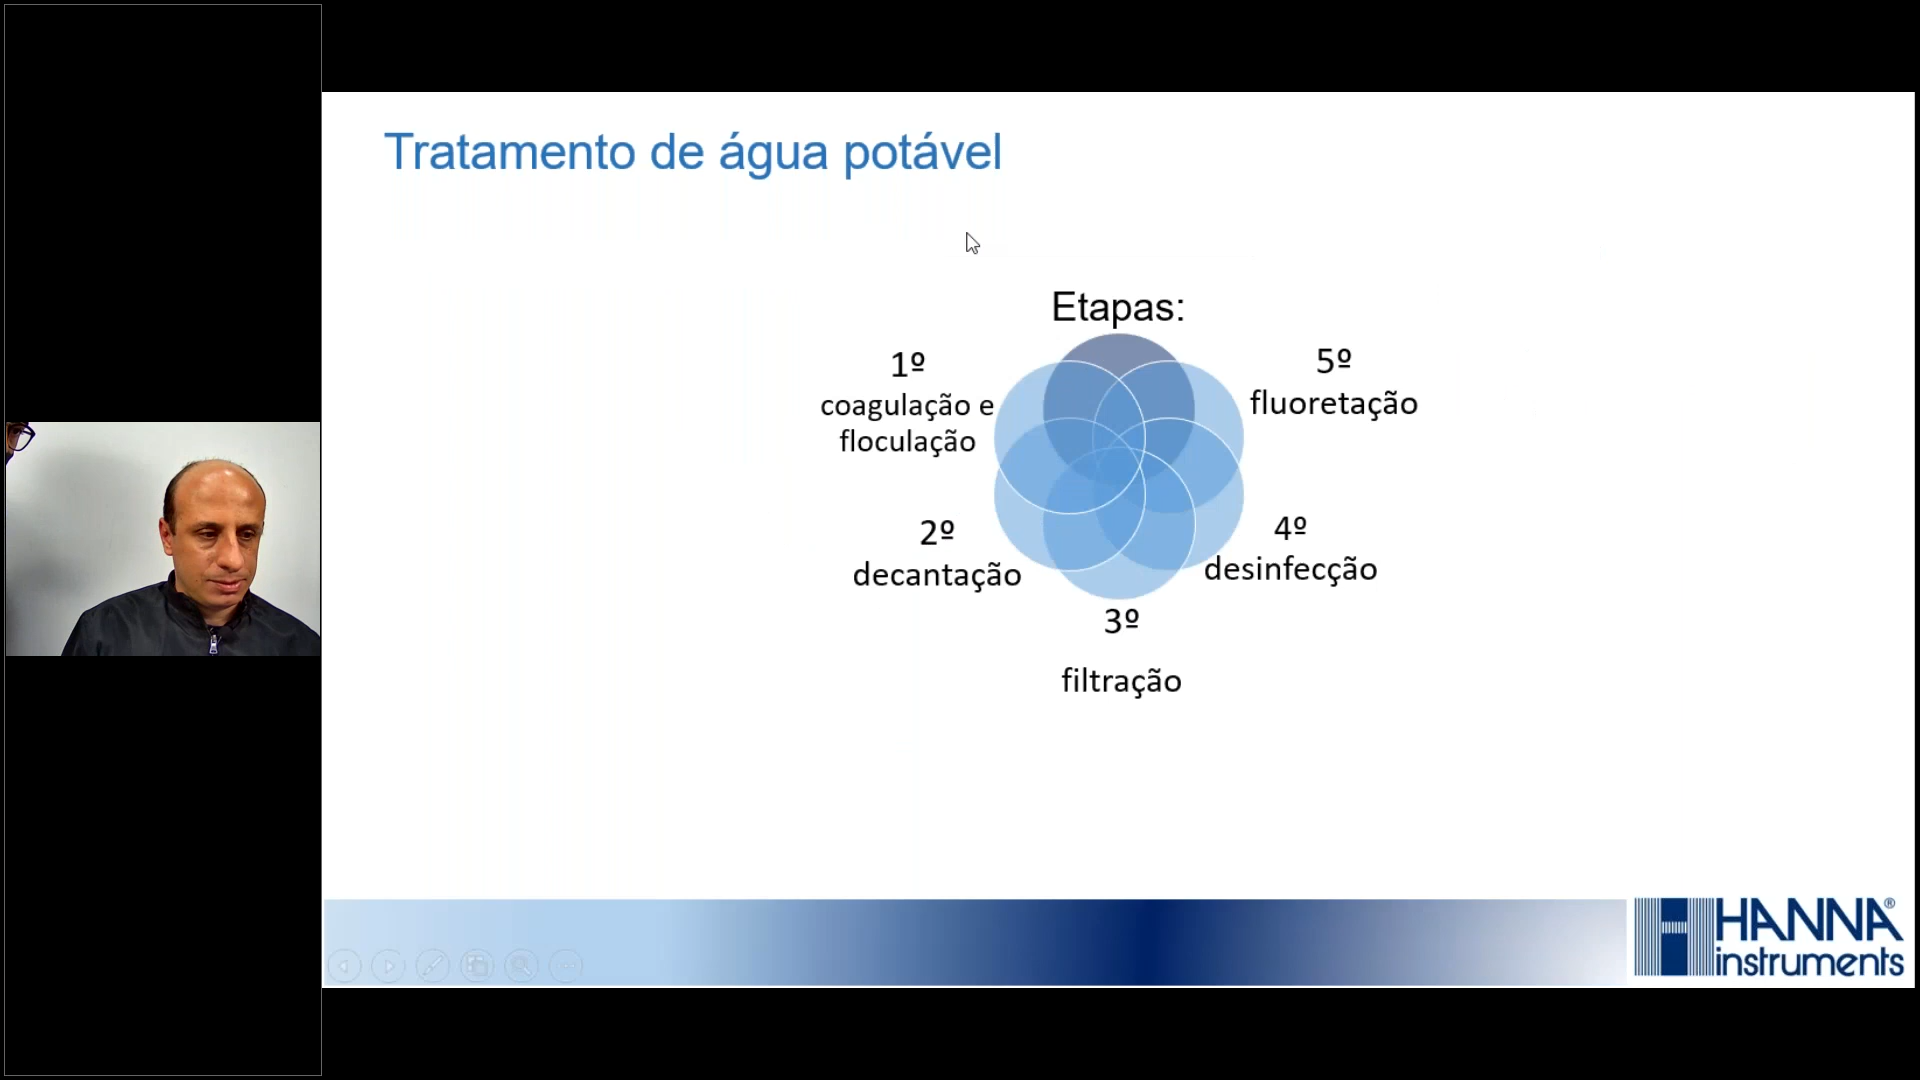 Tratamento de água potável
Etapas:
1º
coagulação e
floculação
2º
decantação
3º
filtração
4º
desinfecção
5º
fluoretação
HANNA®
instruments